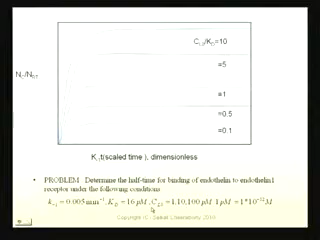 C_L0/K_D=10
=5
N_C/N_RT
=1
=0.5
=0.1
K_-1t(scaled time ), dimensionless
• PROBLEM : Determine the half-time for binding of endothelin to endothelin1
receptor under the following conditions
k_-1 = 0.005 min⁻¹, K_D = 16 pM, C_L0 = 1,10,100 pM 1 pM = 1*10⁻¹² M
Copyright (C) Saikat Chakraborty 2010